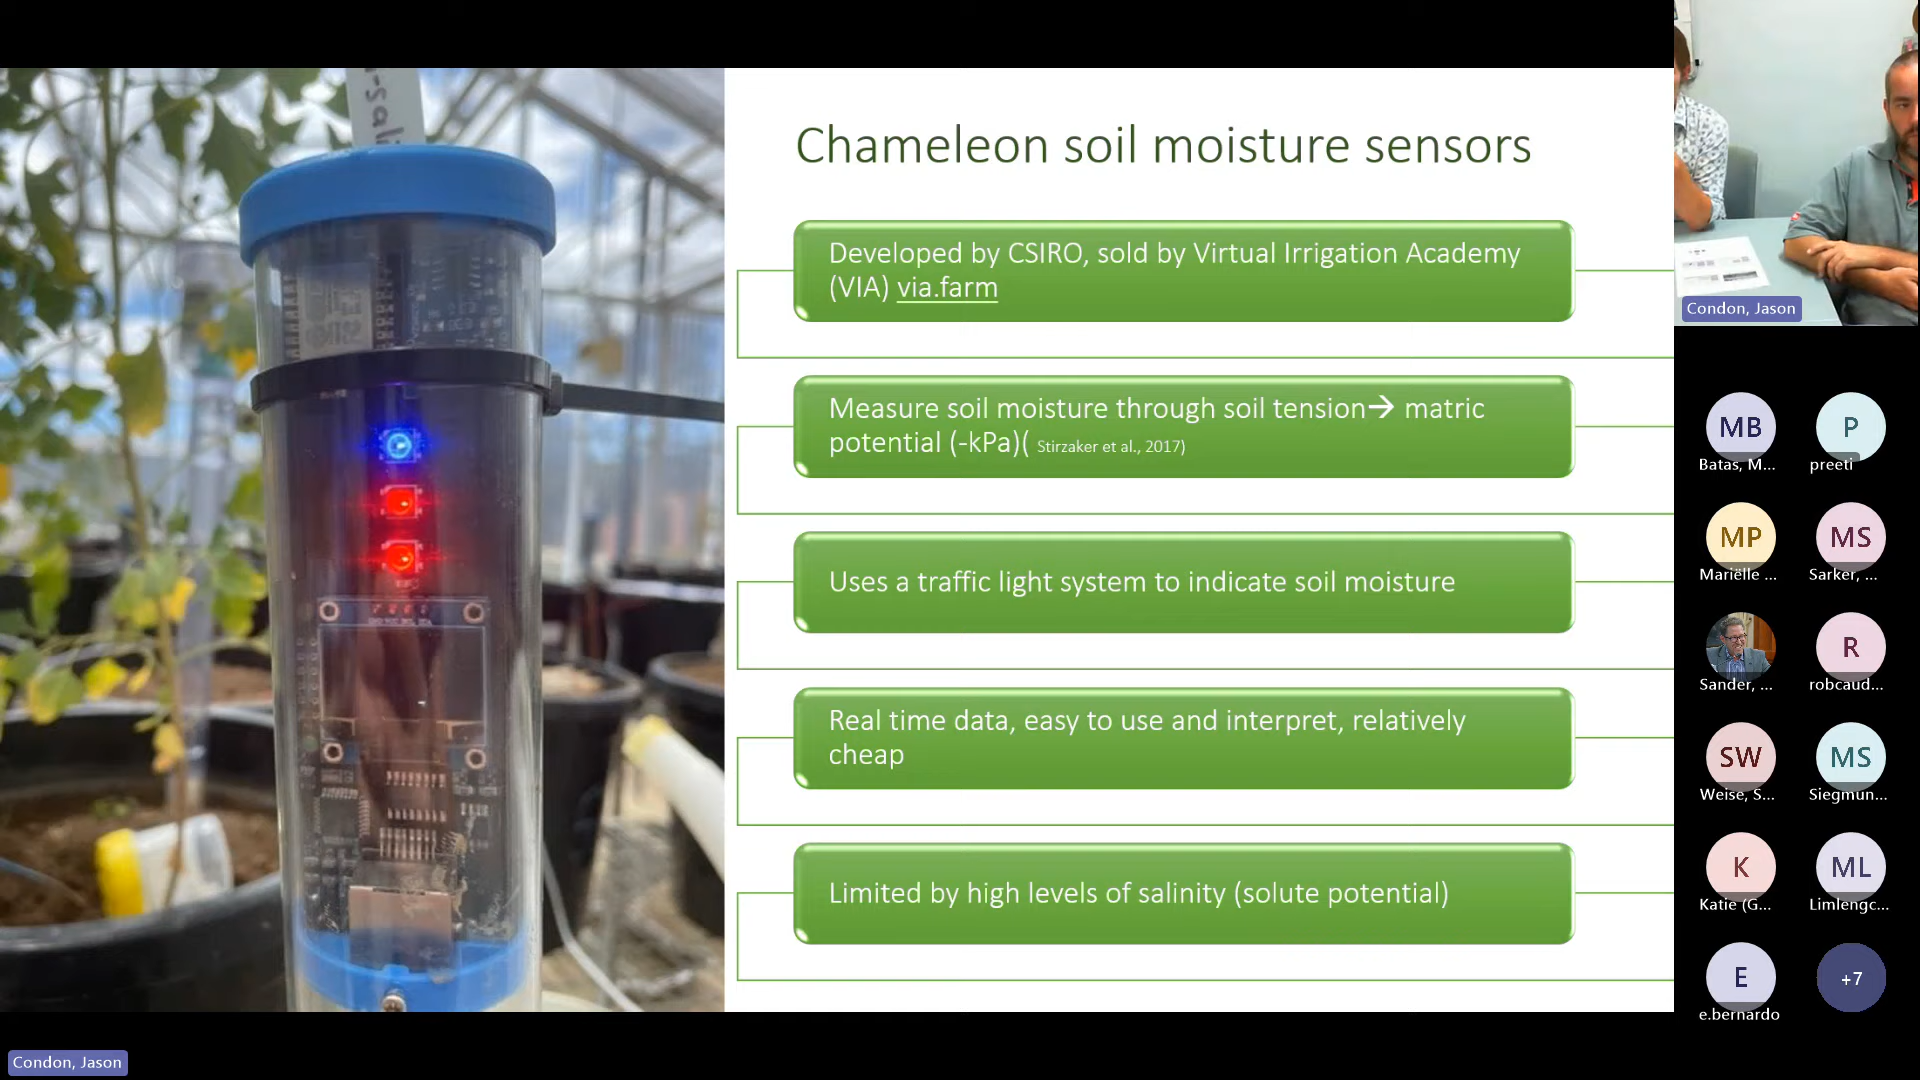 -sali
Chameleon soil moisture sensors
Developed by CSIRO, sold by Virtual Irrigation Academy
(VIA) via.farm
Measure soil moisture through soil tension→ matric
potential (-kPa)( Stirzaker et al., 2017)
Uses a traffic light system to indicate soil moisture
Real time data, easy to use and interpret, relatively
cheap
Limited by high levels of salinity (solute potential)
Condon, Jason
MB
Batas, M...
P
preeti
MP
Mariëlle ...
MS
Sarker, ...
Sander, ...
R
robcaud...
SW
Weise, S...
MS
Siegmun...
K
Katie (G...
ML
Limlengc...
E
e.bernardo
+7
Condon, Jason